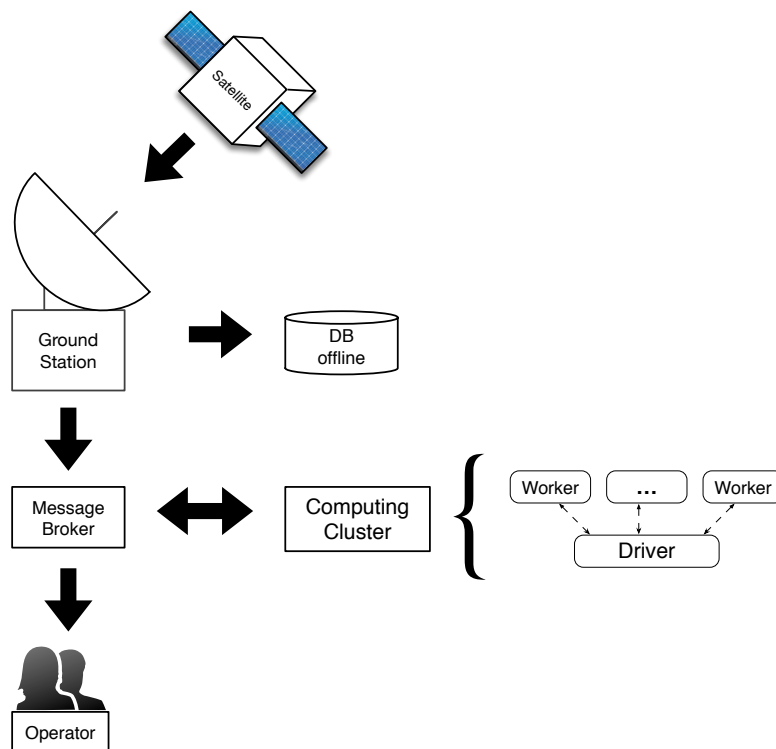 Satellite
Ground
Station
DB
offline
Message
Broker
Computing
Cluster
Worker
...
Worker
Driver
Operator